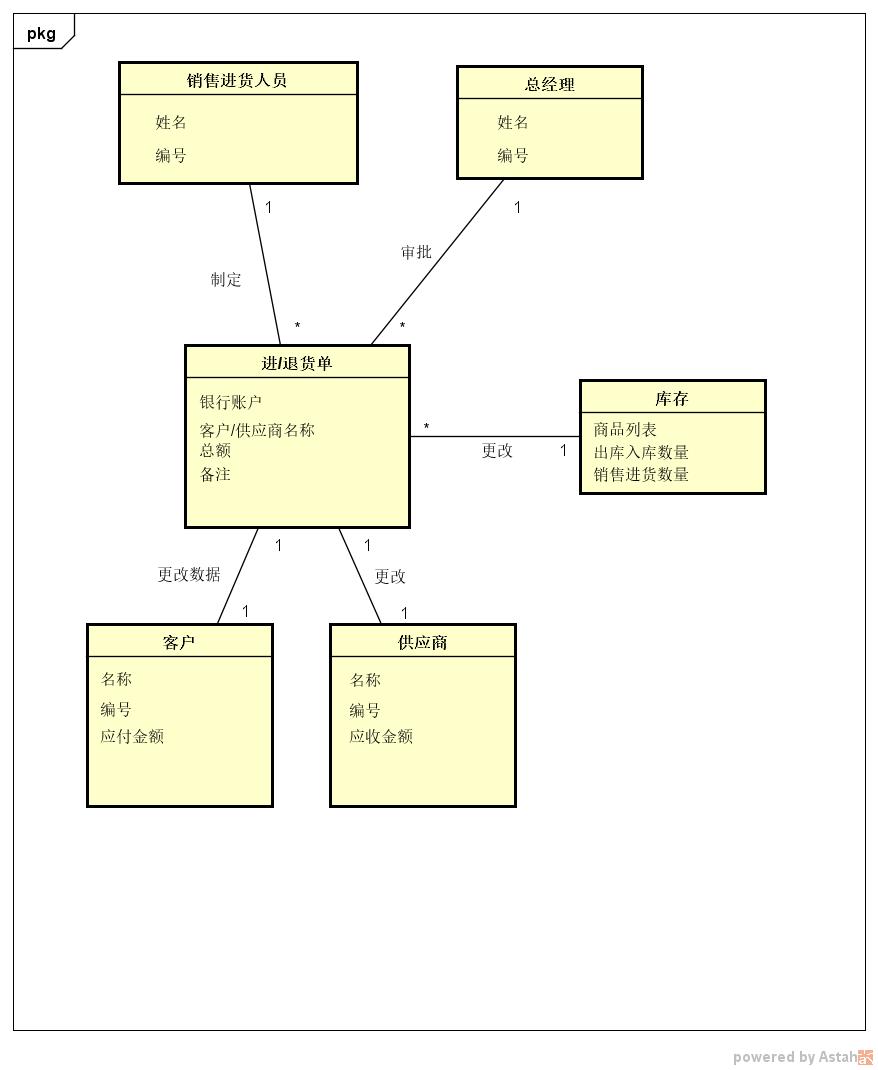 pkg
销售进货人员
姓名
编号
总经理
姓名
编号
1
1
审批
制定
*
*
进/退货单
银行账户
客户/供应商名称
总额
备注
*
更改
1
库存
商品列表
出库入库数量
销售进货数量
1
1
更改数据
更改
1
1
客户
名称
编号
应付金额
供应商
名称
编号
应收金额
powered by Astah